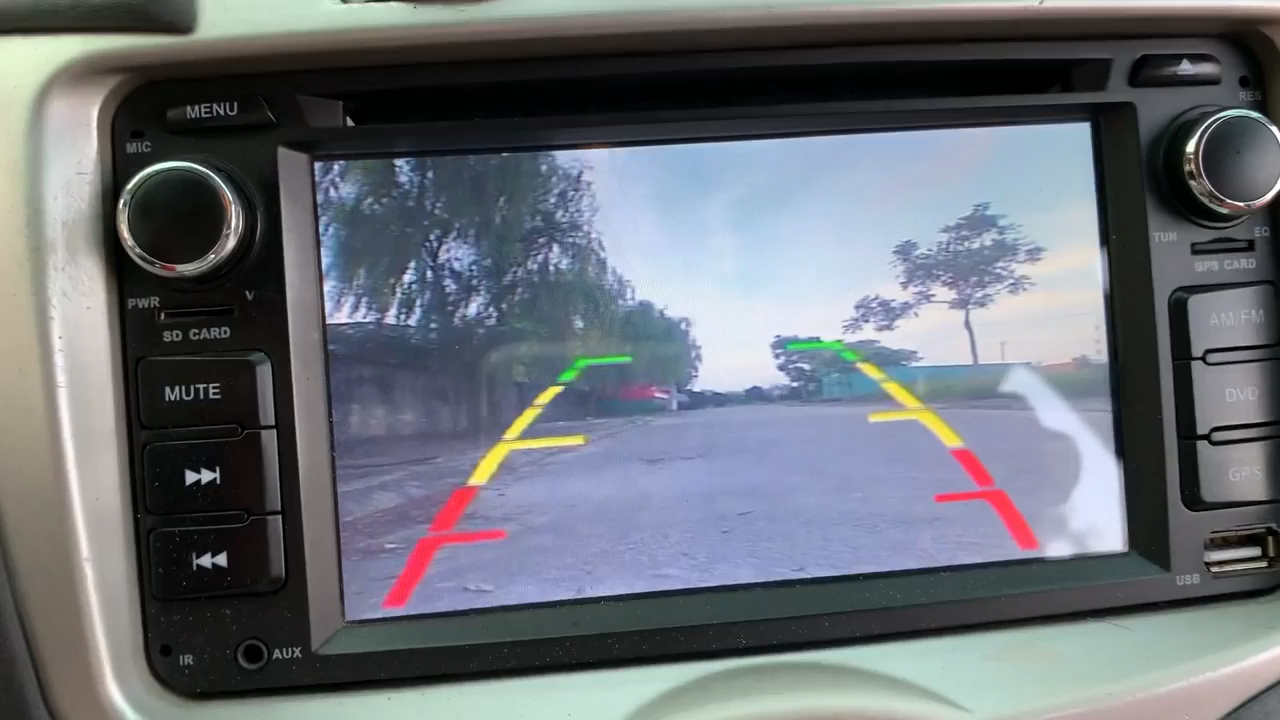 MENU
MIC
PWR
V
SD CARD
MUTE
IR
AUX
RES
TUN
EQ
GPS CARD
AM/FM
DVD
GPS
USB